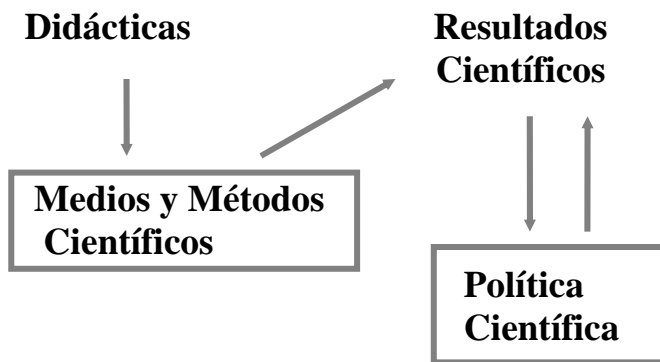 Didácticas
Resultados
Científicos
Medios y Métodos
Científicos
Política
Científica